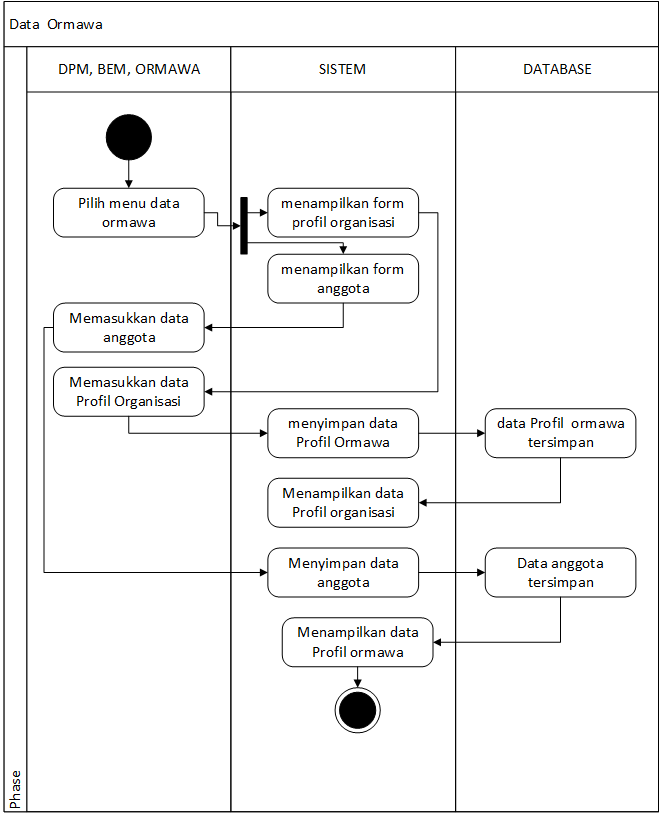 Data Ormawa
DPM, BEM, ORMAWA
SISTEM
DATABASE
Pilih menu data
ormawa
menampilkan form
profil organisasi
menampilkan form
anggota
Memasukkan data
anggota
Memasukkan data
Profil Organisasi
menyimpan data
Profil Ormawa
data Profil ormawa
tersimpan
Menampilkan data
Profil organisasi
Menyimpan data
anggota
Data anggota
tersimpan
Menampilkan data
Profil ormawa
Phase